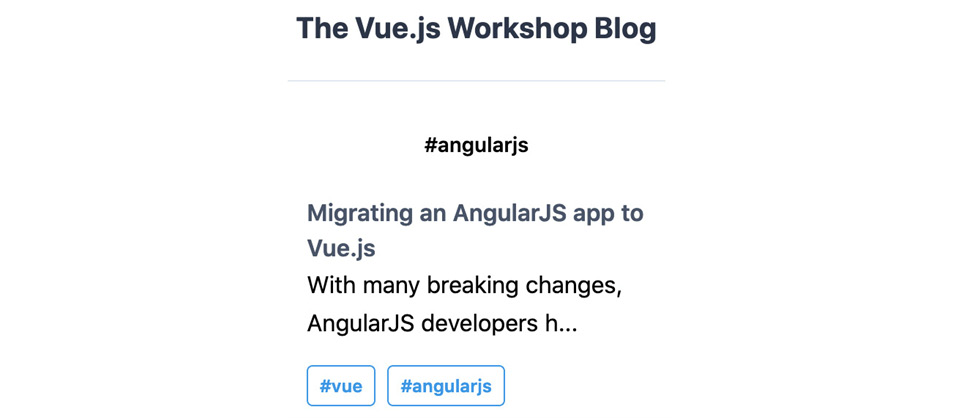 The Vue.js Workshop Blog
#angularjs
Migrating an AngularJS app to
Vue.js
With many breaking changes,
AngularJS developers h...
#vue #angularjs